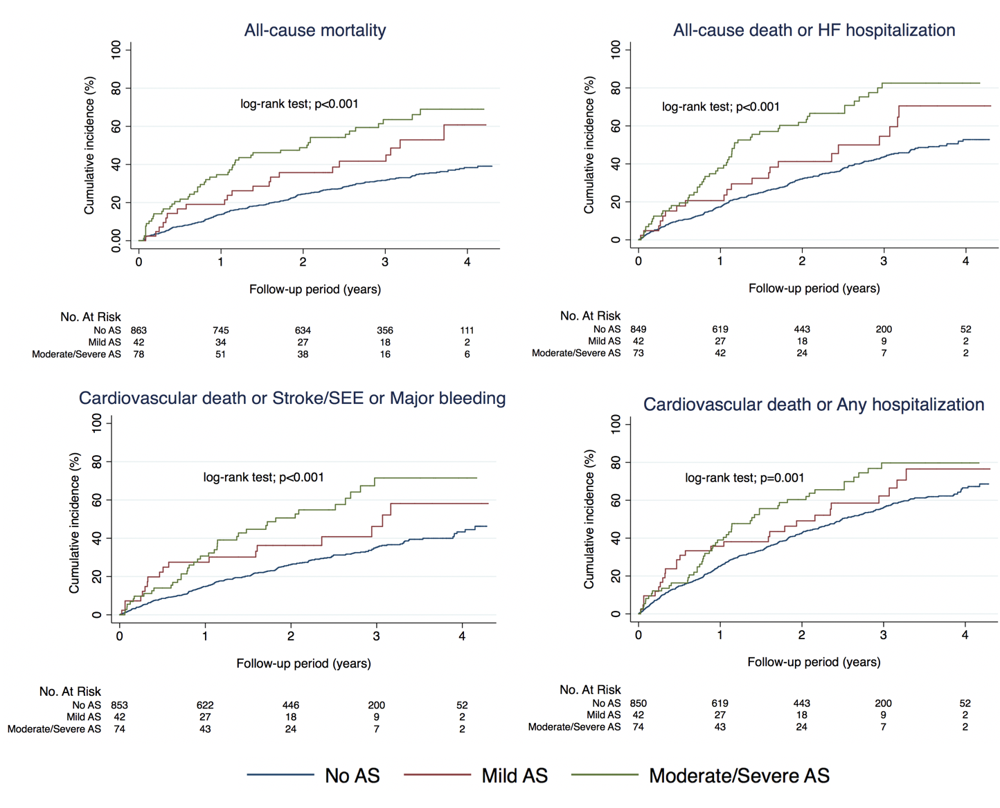 All-cause mortality
100
80
60
40
20
0.00
Cumulative incidence (%)
log-rank test; p<0.001
0 1 2 3 4
Follow-up period (years)
No. At Risk
No AS 863 745 634 356 111
Mild AS 42 34 27 18 2
Moderate/Severe AS 78 51 38 16 6
All-cause death or HF hospitalization
100
80
60
40
20
0
Cumulative incidence (%)
log-rank test; p<0.001
0 1 2 3 4
Follow-up period (years)
No. At Risk
No AS 849 619 443 200 52
Mild AS 42 27 18 9 2
Moderate/Severe AS 73 42 24 7 2
Cardiovascular death or Stroke/SEE or Major bleeding
100
80
60
40
20
0
Cumulative incidence (%)
log-rank test; p<0.001
0 1 2 3 4
Follow-up period (years)
No. At Risk
No AS 853 622 446 200 52
Mild AS 42 27 18 9 2
Moderate/Severe AS 74 43 24 7 2
Cardiovascular death or Any hospitalization
100
80
60
40
20
0
Cumulative incidence (%)
log-rank test; p=0.001
0 1 2 3 4
Follow-up period (years)
No. At Risk
No AS 850 619 443 200 52
Mild AS 42 27 18 9 2
Moderate/Severe AS 74 43 24 7 2
No AS Mild AS Moderate/Severe AS